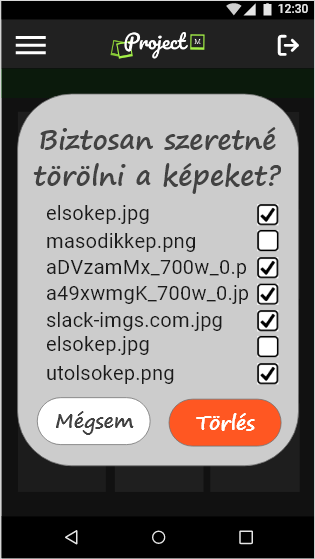 12:30
Project M
Biztosan szeretné
törölni a képeket?
elsokep.jpg
masodikkep.png
aDVzamMx_700w_0.p
a49xwmgK_700w_0.jp
slack-imgs.com.jpg
elsokep.jpg
utolsokep.png
Mégsem
Törlés